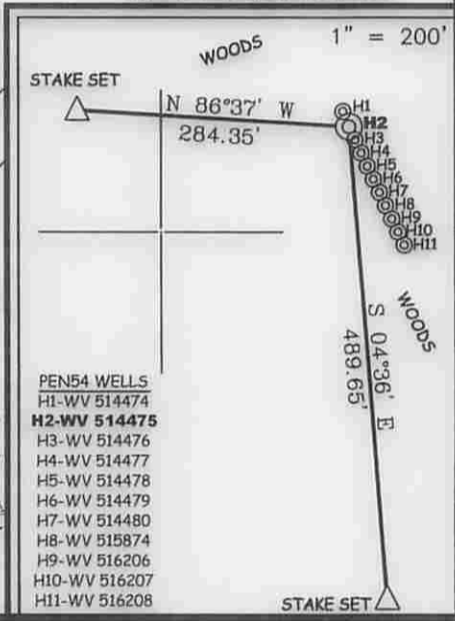 1" = 200'
WOODS
STAKE SET
N 86°37' W
284.35'
H1
H2
H3
H4
H5
H6
H7
H8
H9
H10
H11
WOODS
S 04°36' E
489.65'
PEN54 WELLS
H1-WV 514474
H2-WV 514475
H3-WV 514476
H4-WV 514477
H5-WV 514478
H6-WV 514479
H7-WV 514480
H8-WV 515874
H9-WV 516206
H10-WV 516207
H11-WV 516208
STAKE SET